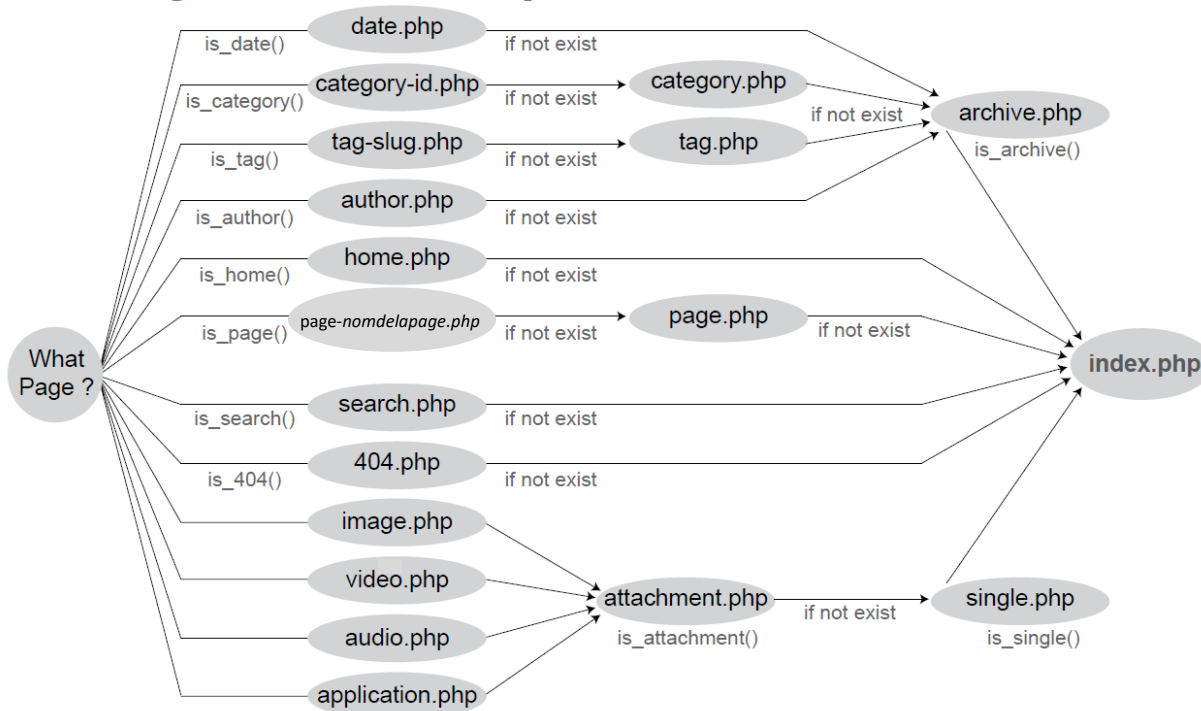 date.php
is_date()
if not exist
category-id.php
is_category()
if not exist
category.php
if not exist
archive.php
is_archive()
tag-slug.php
is_tag()
if not exist
tag.php
author.php
is_author()
if not exist
home.php
is_home()
if not exist
page-nomdelapage.php
is_page()
if not exist
page.php
if not exist
What
Page ?
index.php
search.php
is_search()
if not exist
404.php
is_404()
if not exist
image.php
video.php
audio.php
application.php
attachment.php
is_attachment()
if not exist
single.php
is_single()